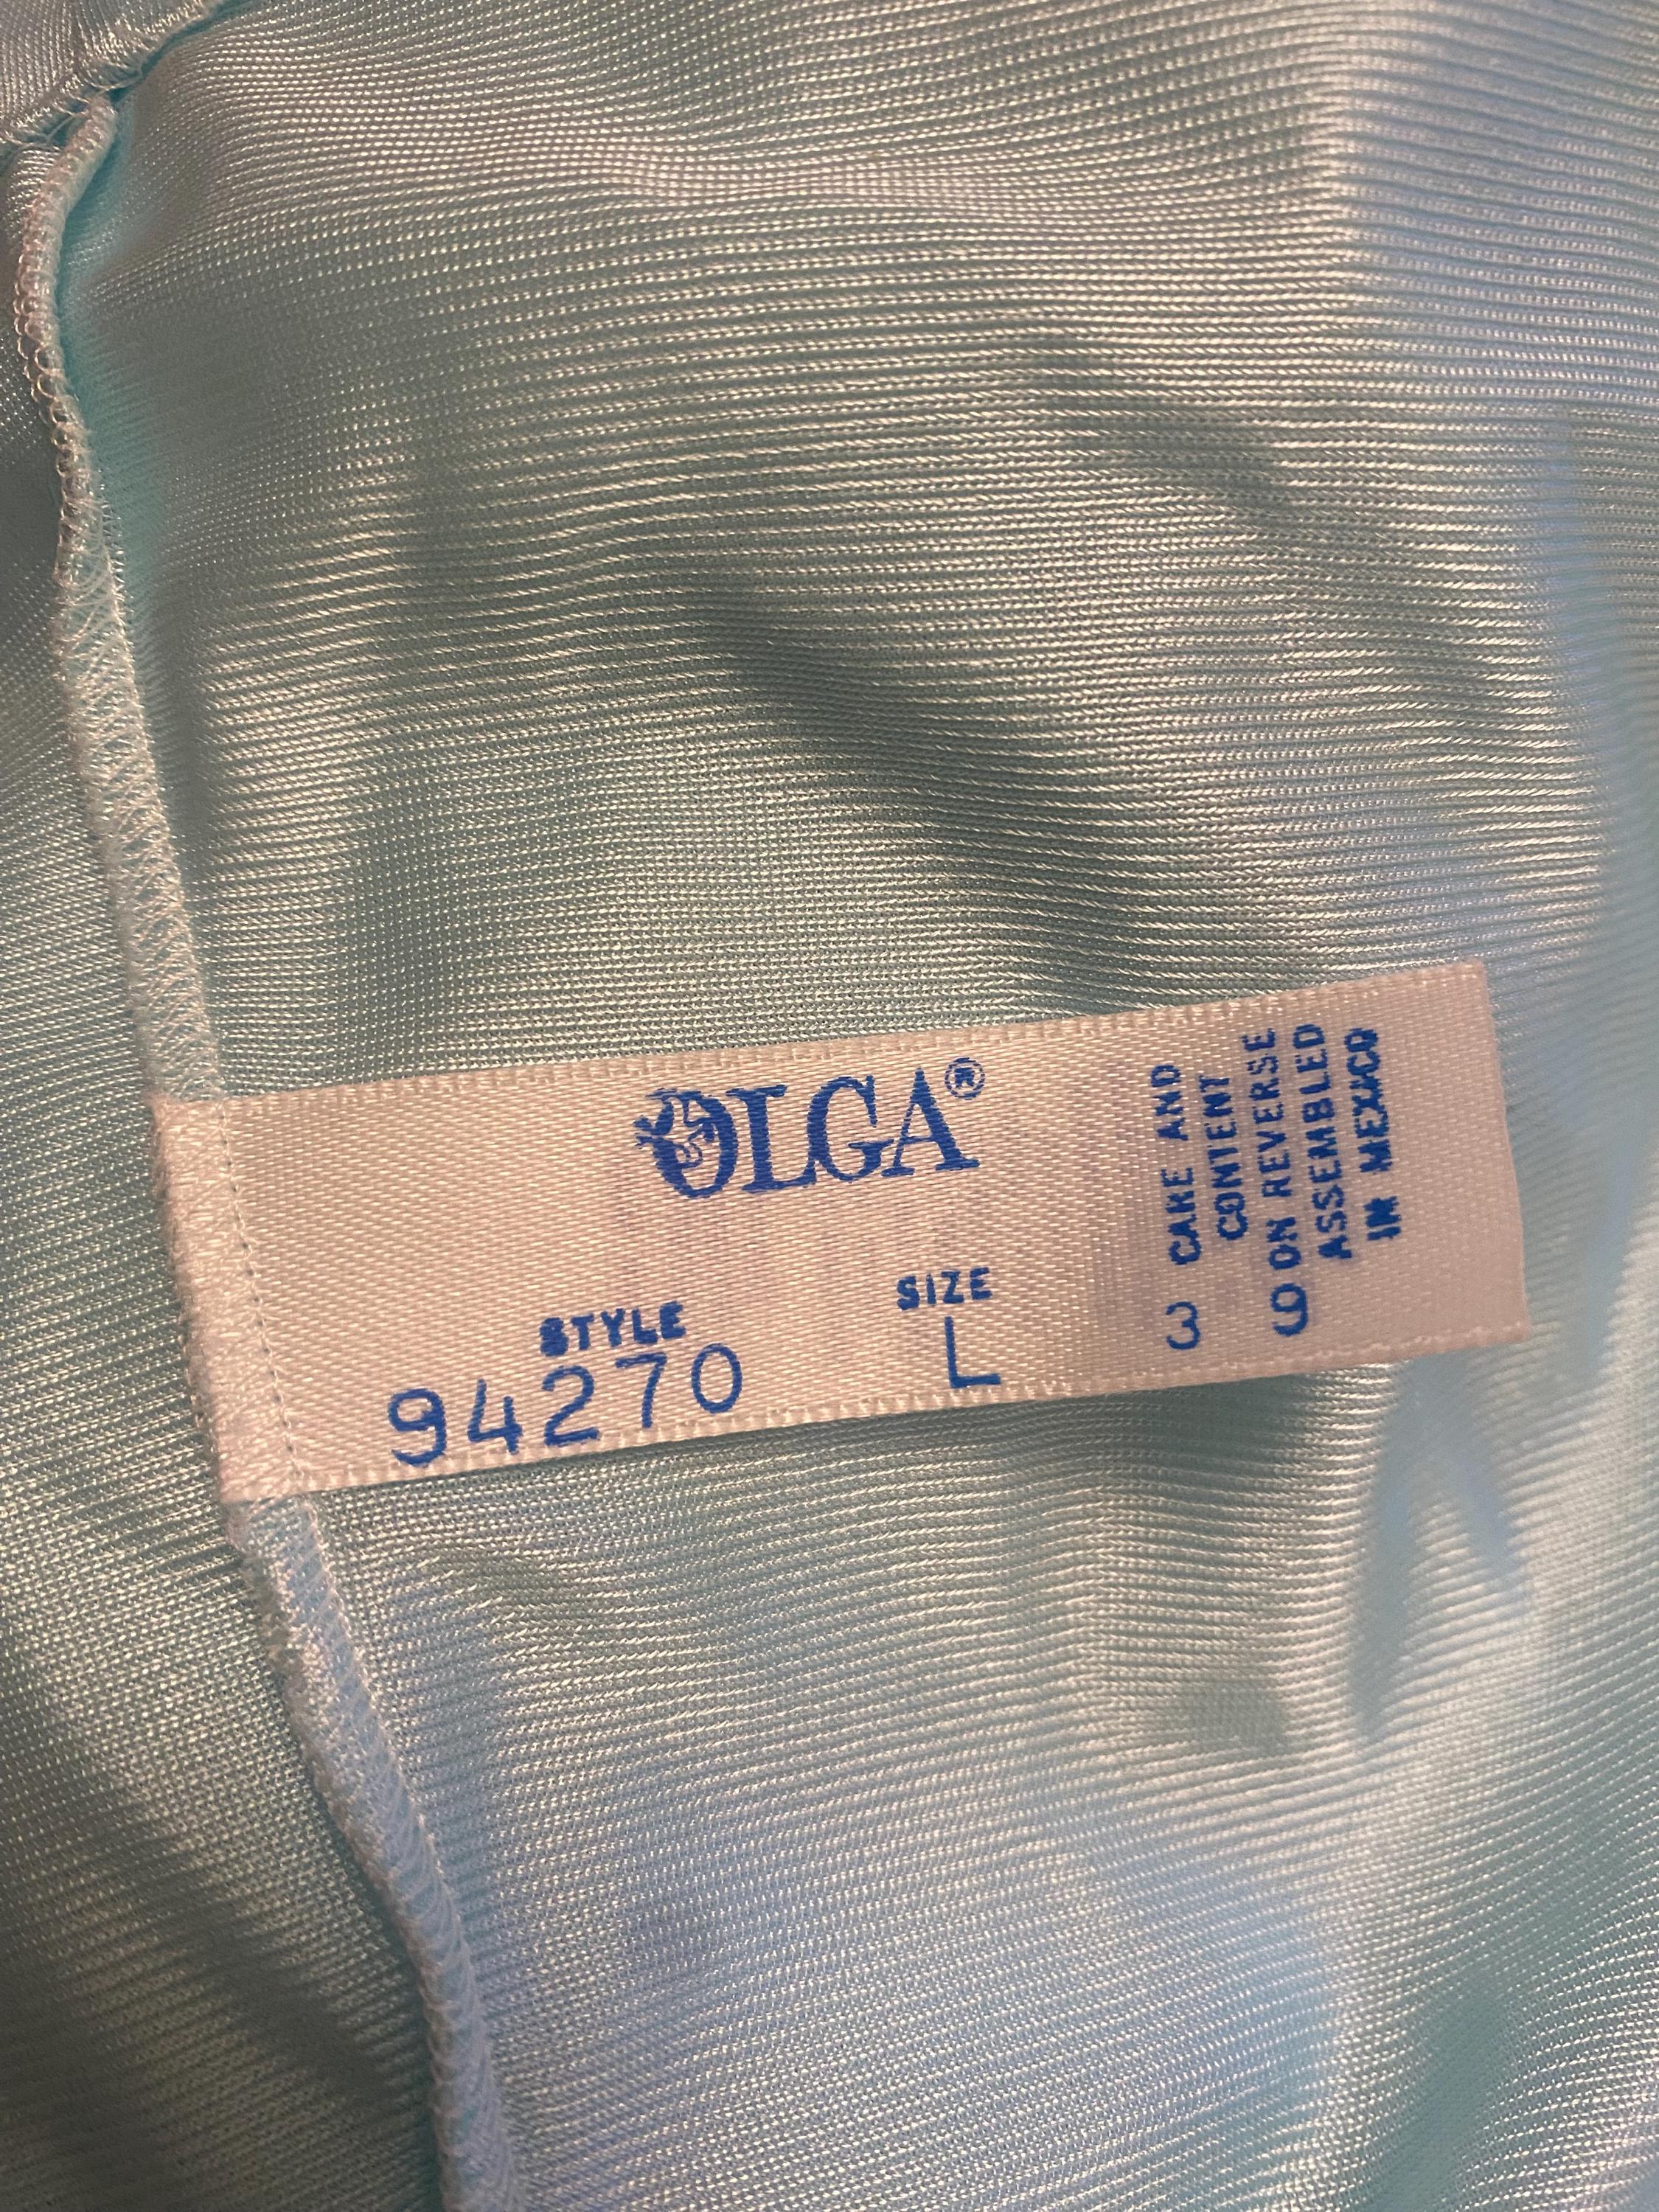 OLGA®
STYLE
94270
SIZE
L
CARE AND
CONTENT
ON REVERSE
ASSEMBLED
IN MEXICO
3
9